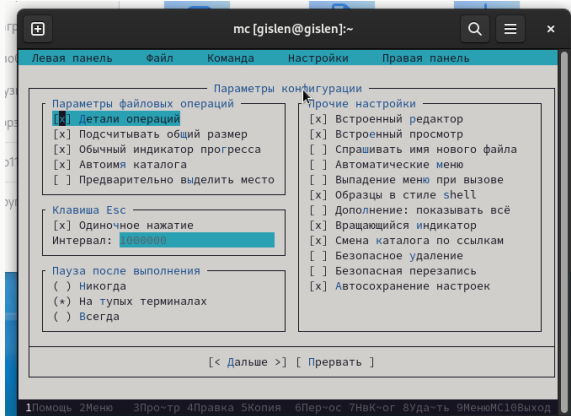 mc [gislen@gislen]:~
Левая панель Файл Команда Настройки Правая панель
Параметры конфигурации
Параметры файловых операций
[x] Детали операций
[x] Подсчитывать общий размер
[x] Обычный индикатор прогресса
[x] Автоимя каталога
[ ] Предварительно выделить место
Клавиша Esc
[x] Одиночное нажатие
Интервал: 1000000
Пауза после выполнения
( ) Никогда
(*) На тупых терминалах
( ) Всегда
Прочие настройки
[x] Встроенный редактор
[x] Встроенный просмотр
[ ] Спрашивать имя нового файла
[ ] Автоматические меню
[ ] Выпадение меню при вызове
[x] Образцы в стиле shell
[ ] Дополнение: показывать всё
[x] Вращающийся индикатор
[x] Смена каталога по ссылкам
[ ] Безопасное удаление
[ ] Безопасная перезапись
[x] Автосохранение настроек
[< Дальше >] [ Прервать ]
1Помощь 2Меню 3Про~тр 4Правка 5Копия 6Пер~ос 7НвК~ог 8Уда~ть 9МенюMC10Выход